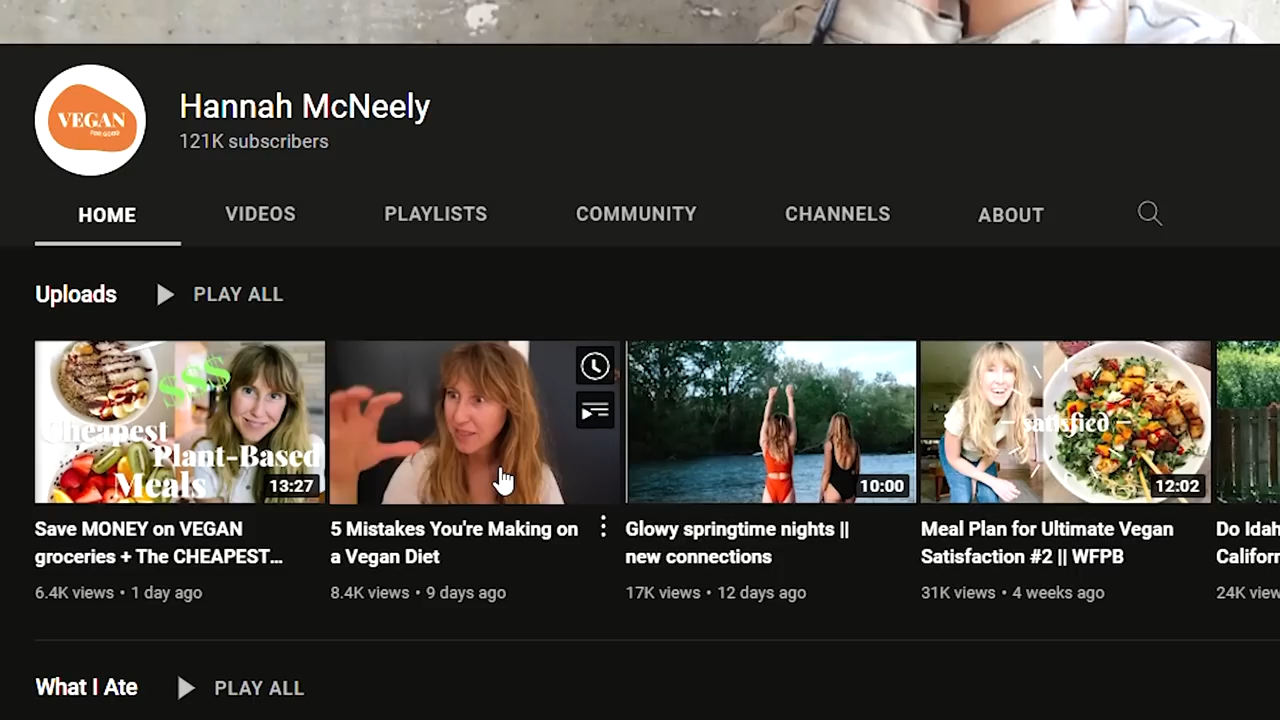 VEGAN
FOR GOOD
Hannah McNeely
121K subscribers
HOME VIDEOS PLAYLISTS COMMUNITY CHANNELS ABOUT
Uploads PLAY ALL
$$$
Cheapest
Plant-Based
Meals
13:27
10:00
satisfied
12:02
Save MONEY on VEGAN
groceries + The CHEAPEST...
6.4K views • 1 day ago
5 Mistakes You're Making on
a Vegan Diet
8.4K views • 9 days ago
Glowy springtime nights ||
new connections
17K views • 12 days ago
Meal Plan for Ultimate Vegan
Satisfaction #2 || WFPB
31K views • 4 weeks ago
Do Idah
Californ
24K view
What I Ate PLAY ALL